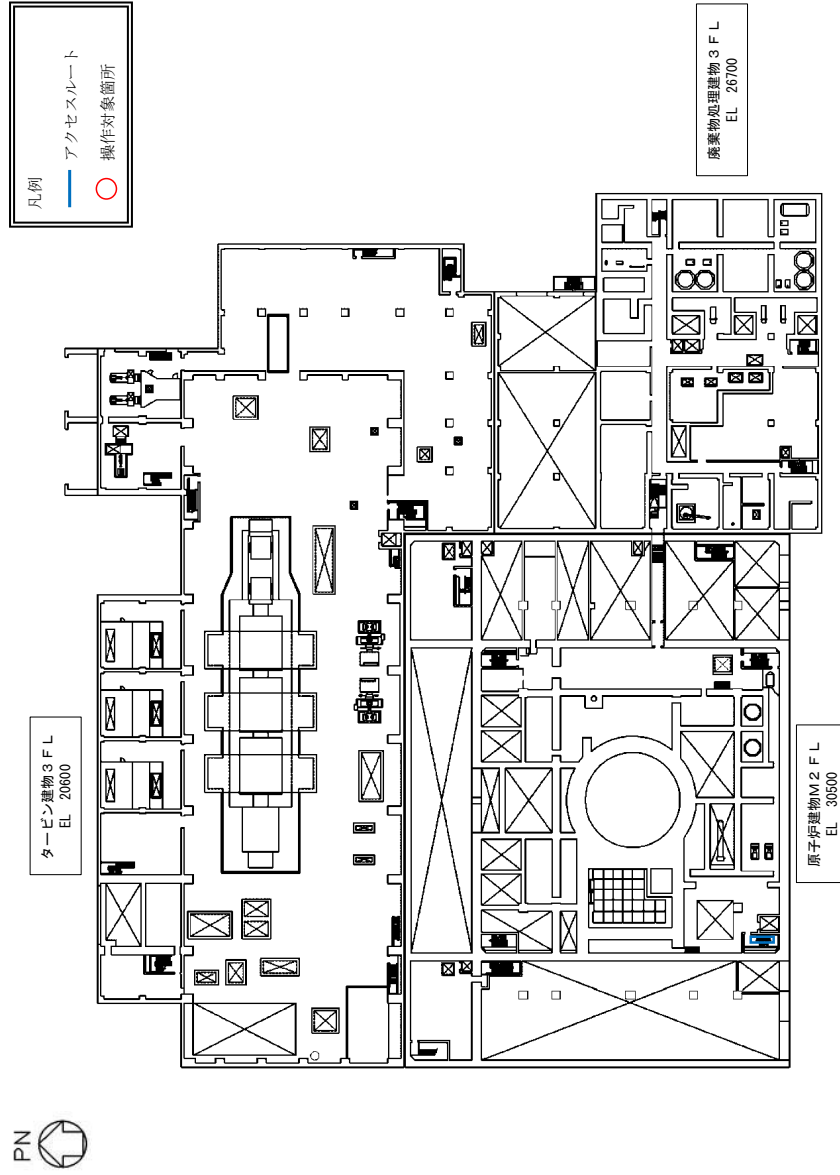 凡例
アクセスルート
操作対象箇所
廃棄物処理建物3FL
EL 26700
タービン建物3FL
EL 20600
原子炉建物M2FL
EL 30500
PN